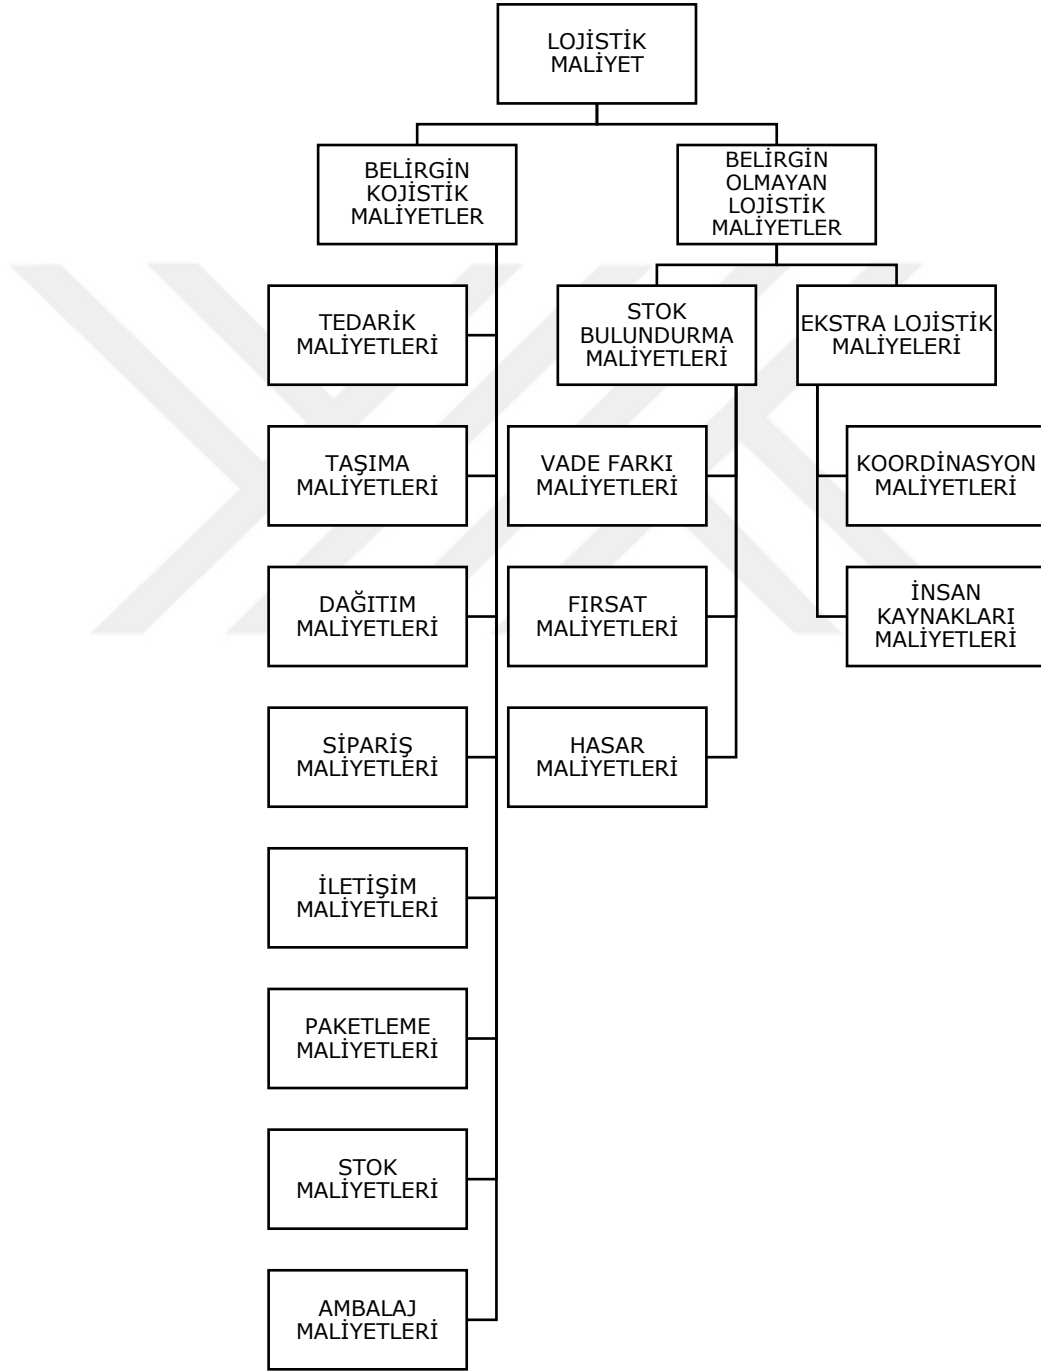 LOJİSTİK
MALİYET
BELİRGİN
KOJİSTİK
MALİYETLER
BELİRGİN
OLMAYAN
LOJİSTİK
MALİYETLER
TEDARİK
MALİYETLERİ
STOK
BULUNDURMA
MALİYETLERİ
EKSTRA LOJİSTİK
MALİYELERİ
TAŞIMA
MALİYETLERİ
VADE FARKI
MALİYETLERİ
KOORDİNASYON
MALİYETLERİ
DAĞITIM
MALİYETLERİ
FIRSAT
MALİYETLERİ
İNSAN
KAYNAKLARI
MALİYETLERİ
SİPARİŞ
MALİYETLERİ
HASAR
MALİYETLERİ
İLETİŞİM
MALİYETLERİ
PAKETLEME
MALİYETLERİ
STOK
MALİYETLERİ
AMBALAJ
MALİYETLERİ